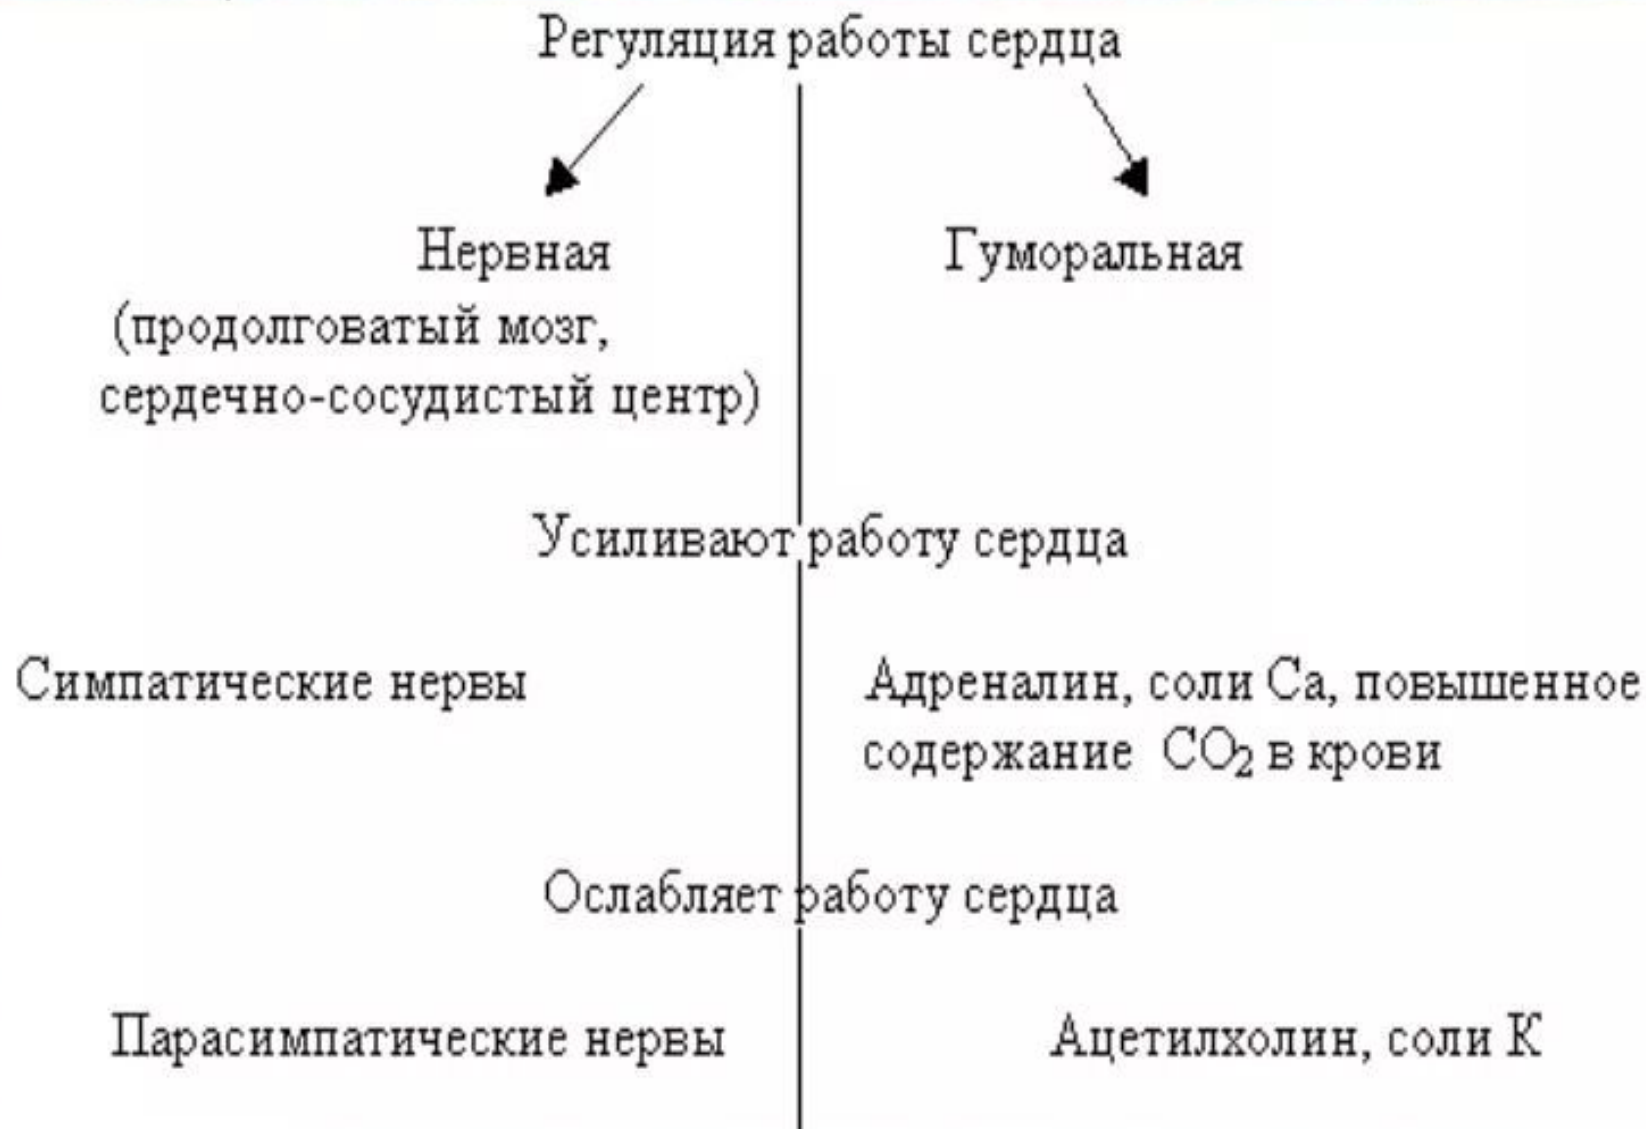 Регуляция работы сердца
Нервная
(продолговатый мозг,
сердечно-сосудистый центр)
Гуморальная
Усиливают работу сердца
Симпатические нервы
Адреналин, соли Ca, повышенное
содержание CO₂ в крови
Ослабляет работу сердца
Парасимпатические нервы
Ацетилхолин, соли К